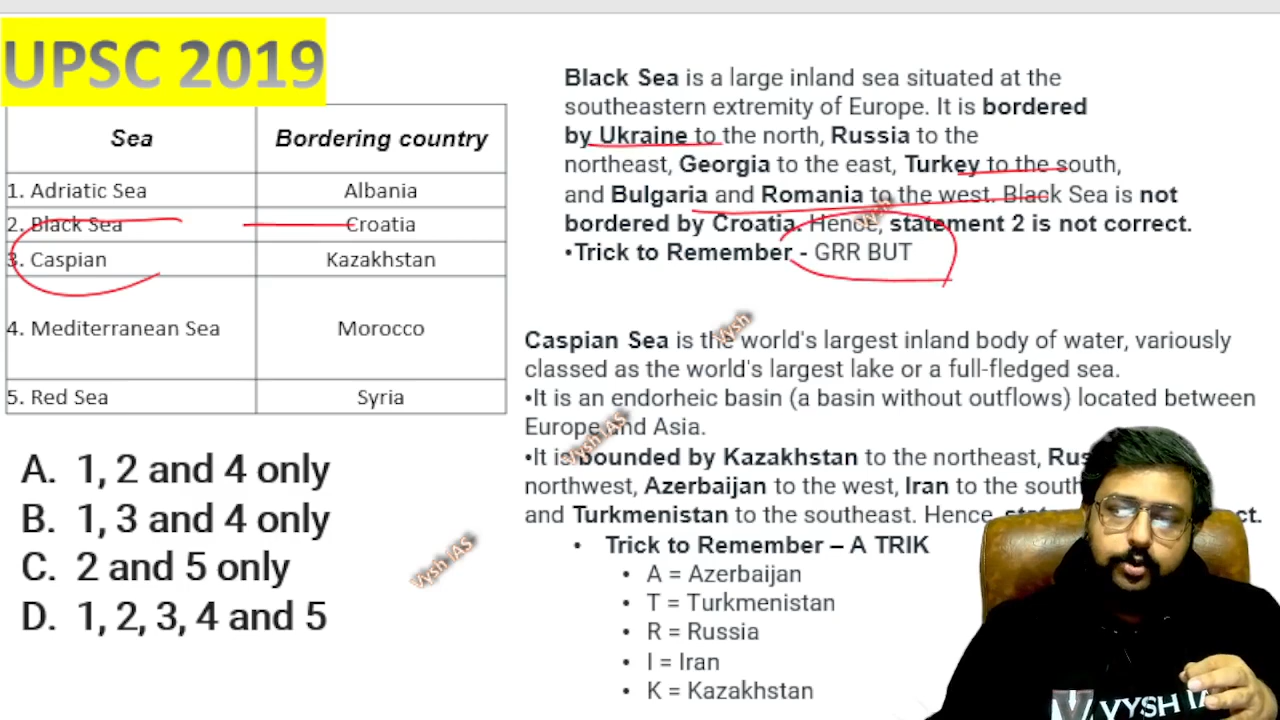 UPSC 2019
Sea Bordering country
1. Adriatic Sea Albania
2. Black Sea Croatia
3. Caspian Kazakhstan
4. Mediterranean Sea Morocco
5. Red Sea Syria
A. 1, 2 and 4 only
B. 1, 3 and 4 only
C. 2 and 5 only
D. 1, 2, 3, 4 and 5
Black Sea is a large inland sea situated at the
southeastern extremity of Europe. It is bordered
by Ukraine to the north, Russia to the
northeast, Georgia to the east, Turkey to the south,
and Bulgaria and Romania to the west. Black Sea is not
bordered by Croatia. Hence, statement 2 is not correct.
•Trick to Remember - GRR BUT
Caspian Sea is the world's largest inland body of water, variously
classed as the world's largest lake or a full-fledged sea.
•It is an endorheic basin (a basin without outflows) located between
Europe and Asia.
•It is bounded by Kazakhstan to the northeast,
northwest, Azerbaijan to the west, Iran to the south
and Turkmenistan to the southeast. Hence,
• Trick to Remember – A TRIK
• A = Azerbaijan
• T = Turkmenistan
• R = Russia
• I = Iran
• K = Kazakhstan
Vysh
Vysh
Vysh IAS
Vysh IAS
VYSH